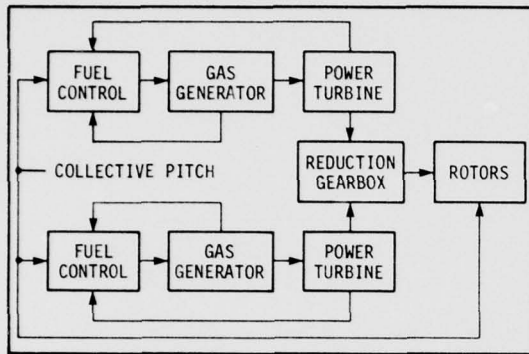 FUEL
CONTROL
GAS
GENERATOR
POWER
TURBINE
COLLECTIVE PITCH
REDUCTION
GEARBOX
ROTORS
FUEL
CONTROL
GAS
GENERATOR
POWER
TURBINE